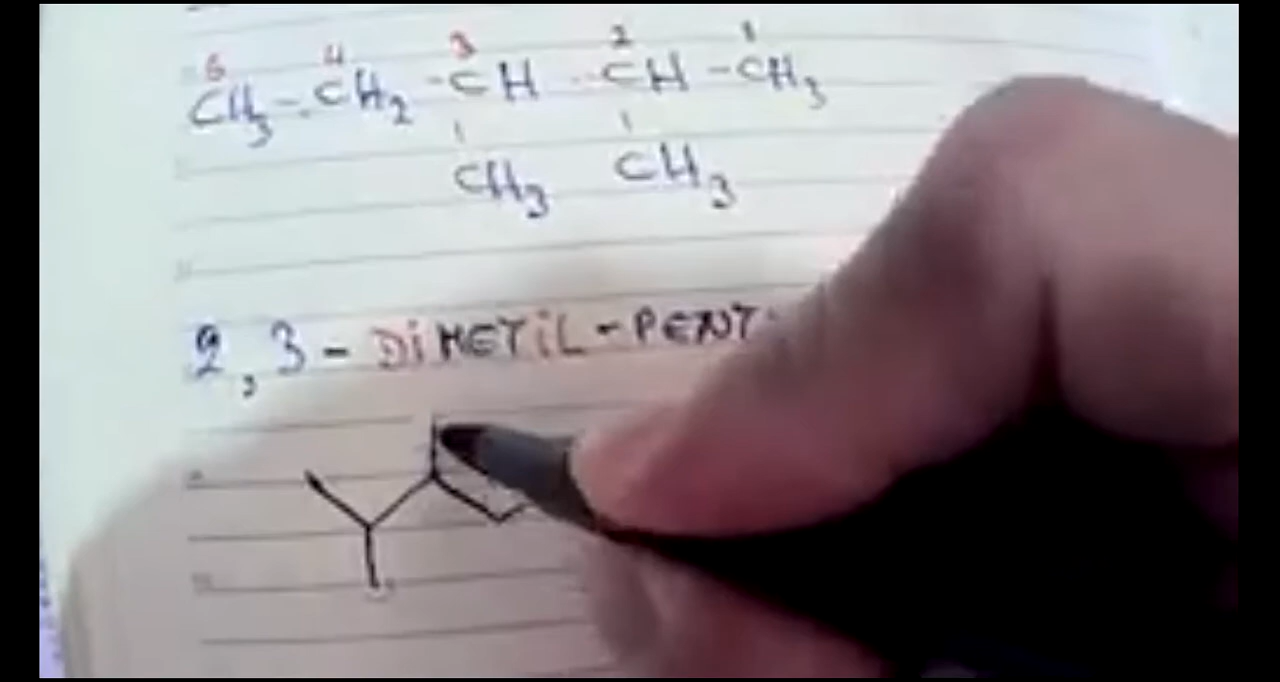 5 4 3 2 1
CH3 - CH2 - CH - CH - CH3
CH3 CH3
2,3 - DiMETiL - PENT